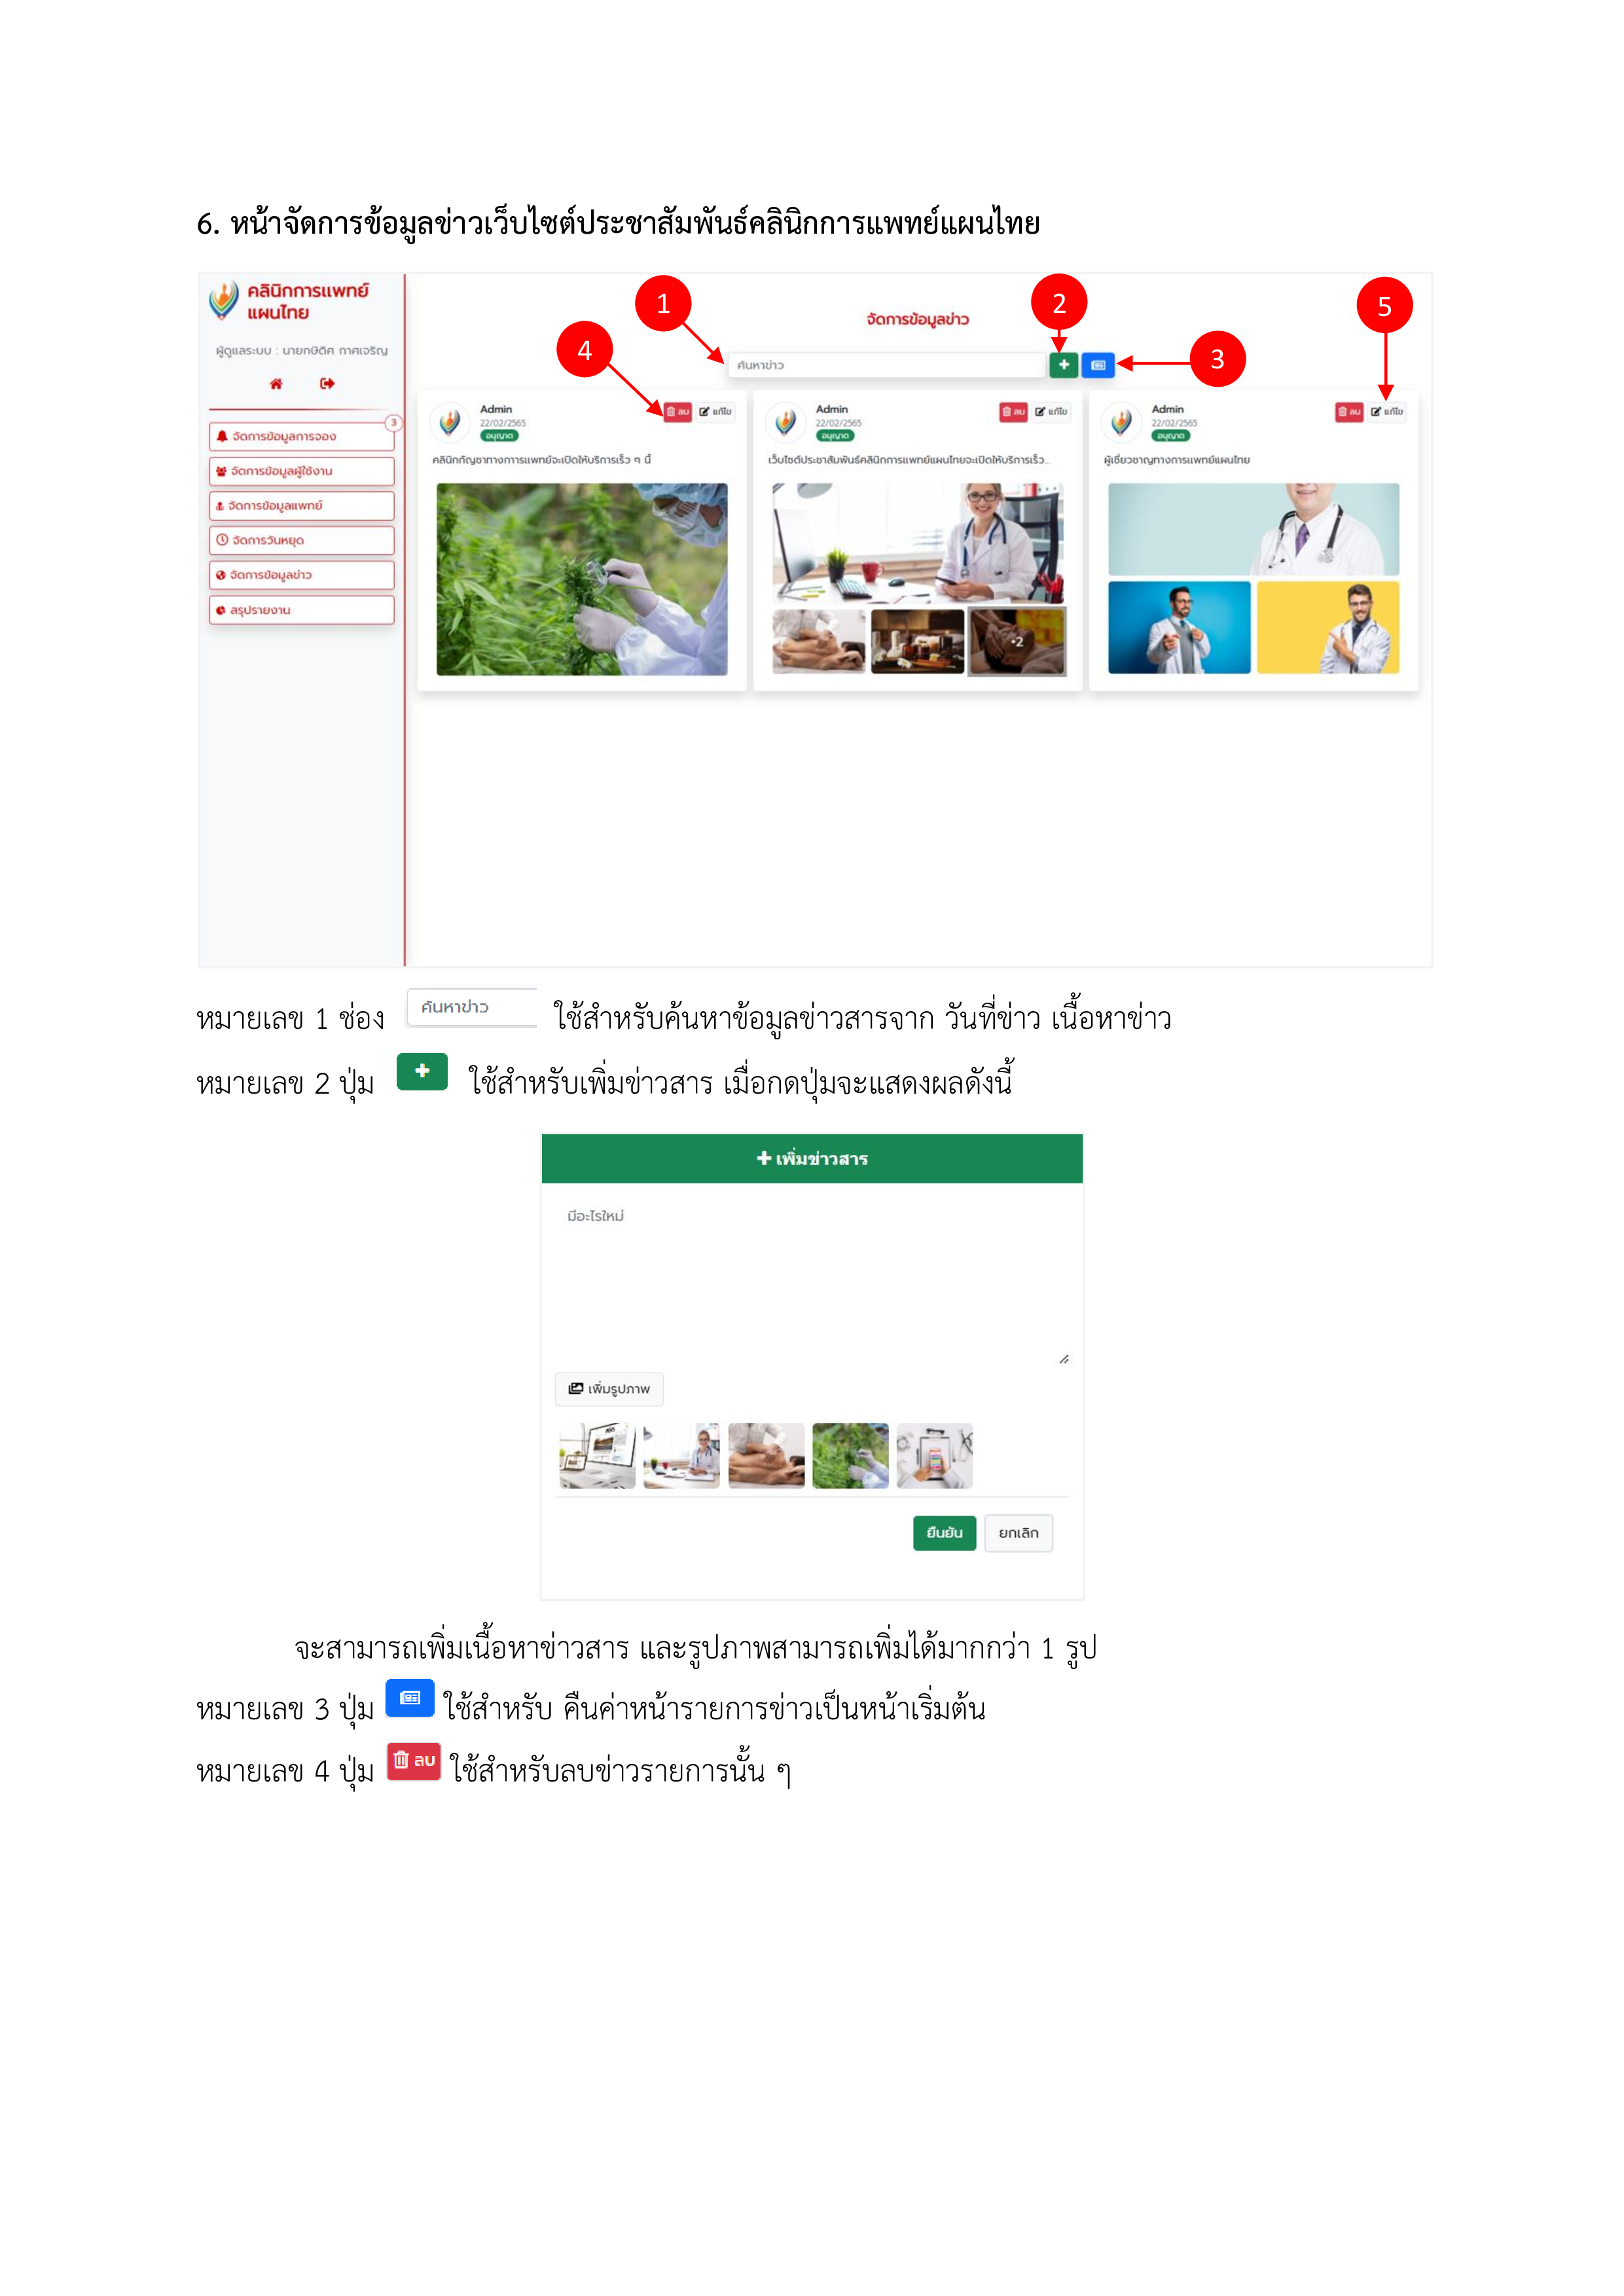 6. หน้าจัดการข้อมูลข่าวเว็บไซต์ประชาสัมพันธ์คลินิกการแพทย์แผนไทย
คลินิกการแพทย์
แผนไทย
ผู้ดูแลระบบ : นายกษิดิศ กาศเจริญ
3
จัดการข้อมูลการจอง
จัดการข้อมูลผู้ใช้งาน
จัดการข้อมูลแพทย์
จัดการวันหยุด
จัดการข้อมูลข่าว
สรุปรายงาน
1
2
5
จัดการข้อมูลข่าว
4
3
ค้นหาข่าว
Admin
22/02/2565
อนุญาต
ลบ
แก้ไข
คลินิกกัญชาทางการแพทย์จะเปิดให้บริการเร็ว ๆ นี้
Admin
22/02/2565
อนุญาต
ลบ
แก้ไข
เว็บไซต์ประชาสัมพันธ์คลินิกการแพทย์แผนไทยจะเปิดให้บริการเร็ว...
+2
Admin
22/02/2565
อนุญาต
ลบ
แก้ไข
ผู้เชี่ยวชาญทางการแพทย์แผนไทย
หมายเลข 1 ช่อง ค้นหาข่าว ใช้สำหรับค้นหาข้อมูลข่าวสารจาก วันที่ข่าว เนื้อหาข่าว
หมายเลข 2 ปุ่ม + ใช้สำหรับเพิ่มข่าวสาร เมื่อกดปุ่มจะแสดงผลดังนี้
+ เพิ่มข่าวสาร
มีอะไรใหม่
เพิ่มรูปภาพ
ยืนยัน ยกเลิก
จะสามารถเพิ่มเนื้อหาข่าวสาร และรูปภาพสามารถเพิ่มได้มากกว่า 1 รูป
หมายเลข 3 ปุ่ม ใช้สำหรับ คืนค่าหน้ารายการข่าวเป็นหน้าเริ่มต้น
หมายเลข 4 ปุ่ม ลบ ใช้สำหรับลบข่าวรายการนั้น ๆ